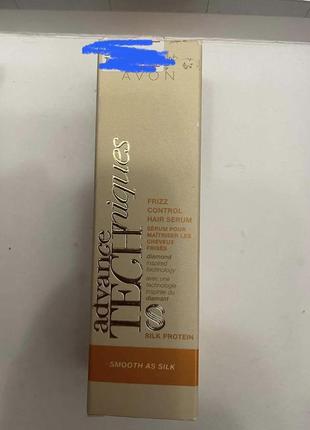 AVON
advance
TECHniques
FRIZZ
CONTROL
HAIR SERUM
SÉRUM POUR
MAÎTRISER LES
CHEVEUX
FRISÉS
diamond
inspired
technology
avec une
technologie
inspirée du
diamant
SILK PROTEIN
SMOOTH AS SILK